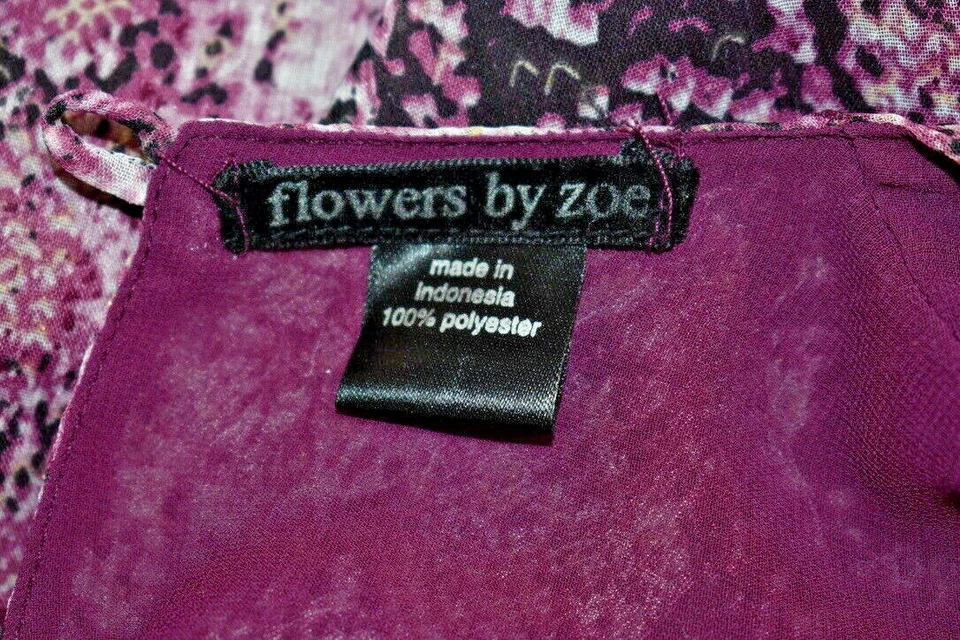 flowers by zoe
made in
Indonesia
100% polyester